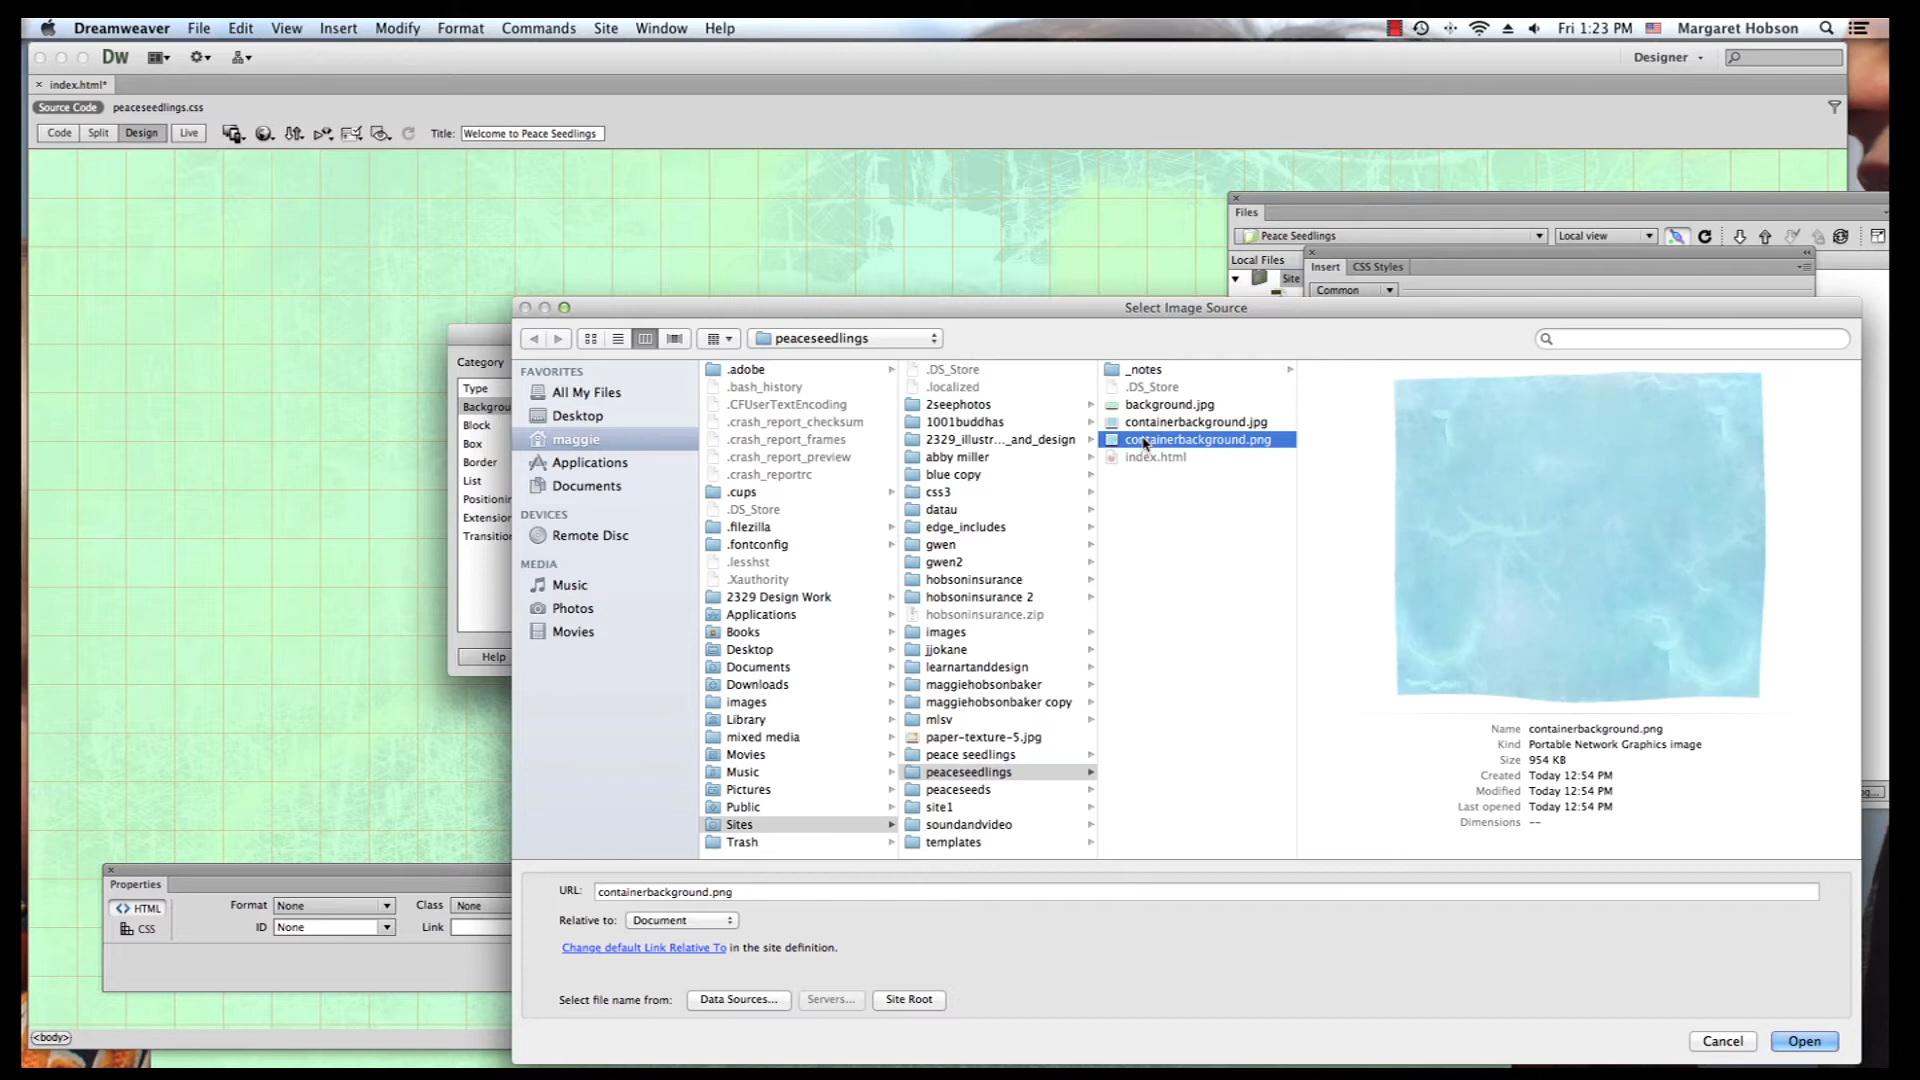 Dreamweaver File Edit View Insert Modify Format Commands Site Window Help Fri 1:23 PM Margaret Hobson
Dw Designer
index.html*
Source Code peaceseedlings.css
Code Split Design Live Title: Welcome to Peace Seedlings
Files
Peace Seedlings Local view
Local Files
Site
Insert CSS Styles
Common
Select Image Source
peaceseedlings
Category
Type
Backgrou
Block
Box
Border
List
Positionin
Extension
Transition
Help
FAVORITES
All My Files
Desktop
maggie
Applications
Documents
DEVICES
Remote Disc
MEDIA
Music
Photos
Movies
.adobe
.bash_history
.CFUserTextEncoding
.crash_report_checksum
.crash_report_frames
.crash_report_preview
.crash_reportrc
.cups
.DS_Store
.filezilla
.fontconfig
.lesshst
.Xauthority
2329 Design Work
Applications
Books
Desktop
Documents
Downloads
images
Library
mixed media
Movies
Music
Pictures
Public
Sites
Trash
.DS_Store
.localized
2seephotos
1001buddhas
2329_illustr..._and_design
abby miller
blue copy
css3
datau
edge_includes
gwen
gwen2
hobsoninsurance
hobsoninsurance 2
hobsoninsurance.zip
images
jjokane
learnartanddesign
maggiehobsonbaker
maggiehobsonbaker copy
mlsv
paper-texture-5.jpg
peace seedlings
peaceseedlings
peaceseeds
site1
soundandvideo
templates
_notes
.DS_Store
background.jpg
containerbackground.jpg
containerbackground.png
index.html
Name containerbackground.png
Kind Portable Network Graphics image
Size 954 KB
Created Today 12:54 PM
Modified Today 12:54 PM
Last opened Today 12:54 PM
Dimensions --
URL: containerbackground.png
Relative to: Document
Change default Link Relative To in the site definition.
Select file name from: Data Sources... Servers... Site Root
Cancel Open
Properties
<> HTML Format None Class None
CSS ID None Link
<body>